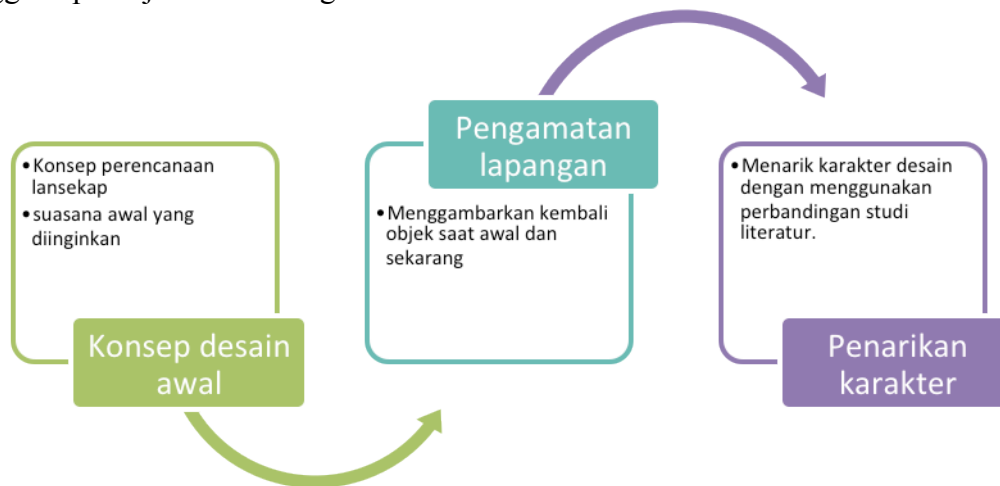 • Konsep perencanaan
lansekap
• suasana awal yang
diinginkan
Konsep desain
awal
Pengamatan
lapangan
• Menggambarkan kembali
objek saat awal dan
sekarang
• Menarik karakter desain
dengan menggunakan
perbandingan studi
literatur.
Penarikan
karakter